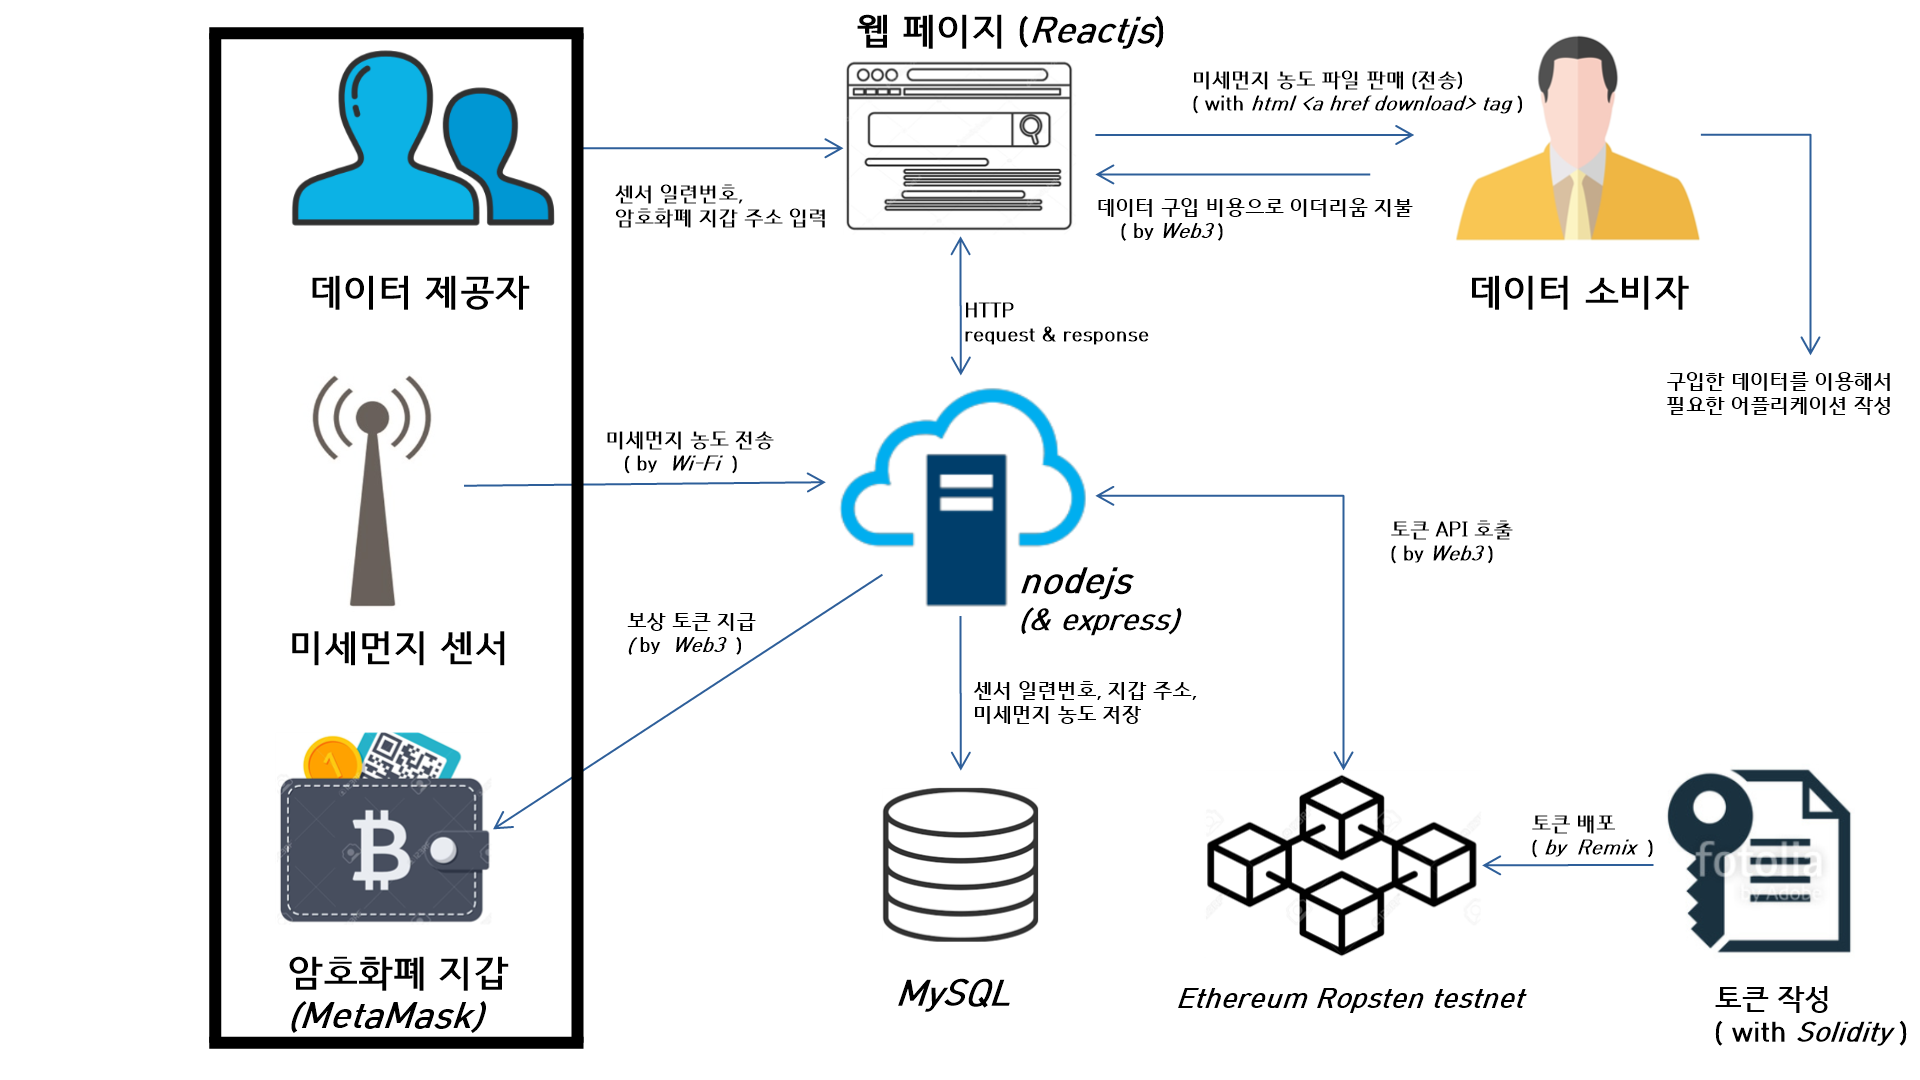 웹 페이지 (Reactjs)
미세먼지 농도 파일 판매 (전송)
( with html <a href download> tag )
센서 일련번호,
암호화폐 지갑 주소 입력
데이터 구입 비용으로 이더리움 지불
( by Web3 )
데이터 제공자
데이터 소비자
HTTP
request & response
구입한 데이터를 이용해서
필요한 어플리케이션 작성
미세먼지 농도 전송
( by Wi-Fi )
토큰 API 호출
( by Web3 )
nodejs
(& express)
보상 토큰 지급
( by Web3 )
미세먼지 센서
센서 일련번호, 지갑 주소,
미세먼지 농도 저장
1
토큰 배포
( by Remix )
fotolia
by Adobe
암호화폐 지갑
(MetaMask)
MySQL
Ethereum Ropsten testnet
토큰 작성
( with Solidity )